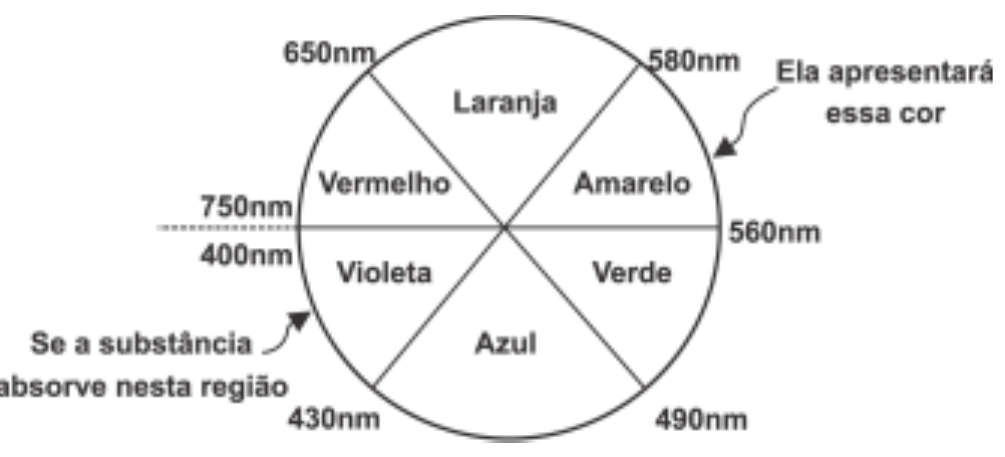 650nm
580nm
Ela apresentará
essa cor
Laranja
Vermelho
Amarelo
750nm
560nm
400nm
Violeta
Verde
Se a substância
absorve nesta região
Azul
430nm
490nm